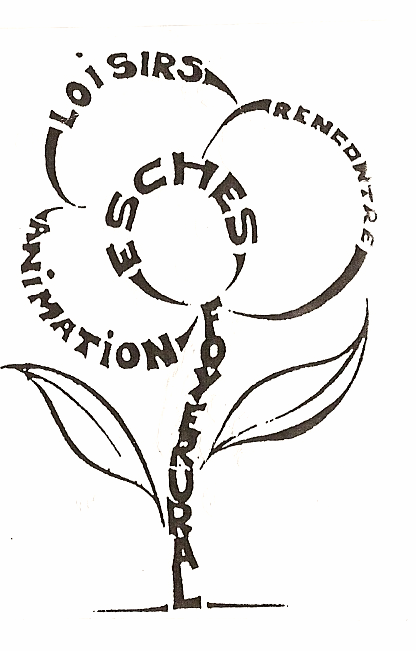 LOISIRS
RENCONTRE
ESCHES
ANIMATION
FOYER RURAL